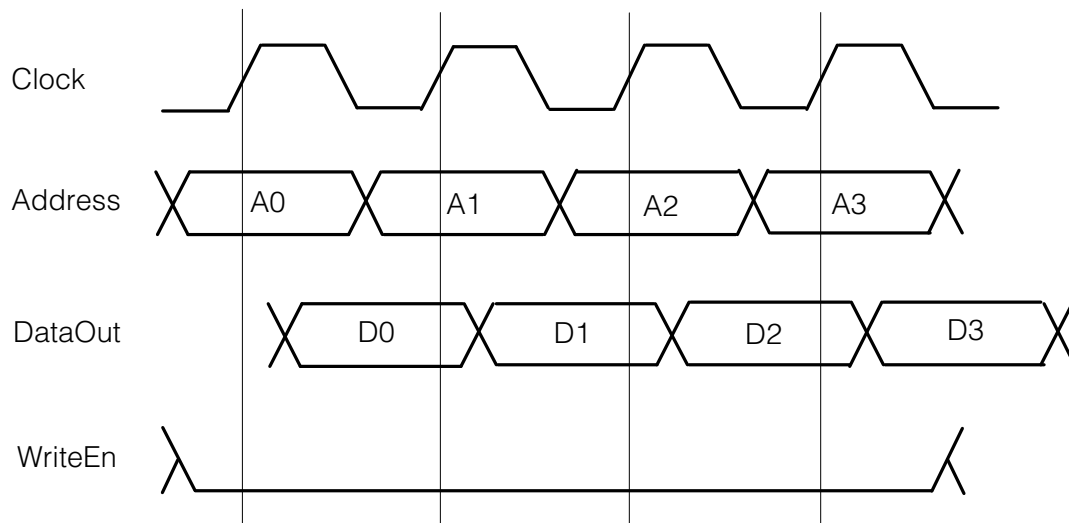 Clock
Address A0 A1 A2 A3
DataOut D0 D1 D2 D3
WriteEn